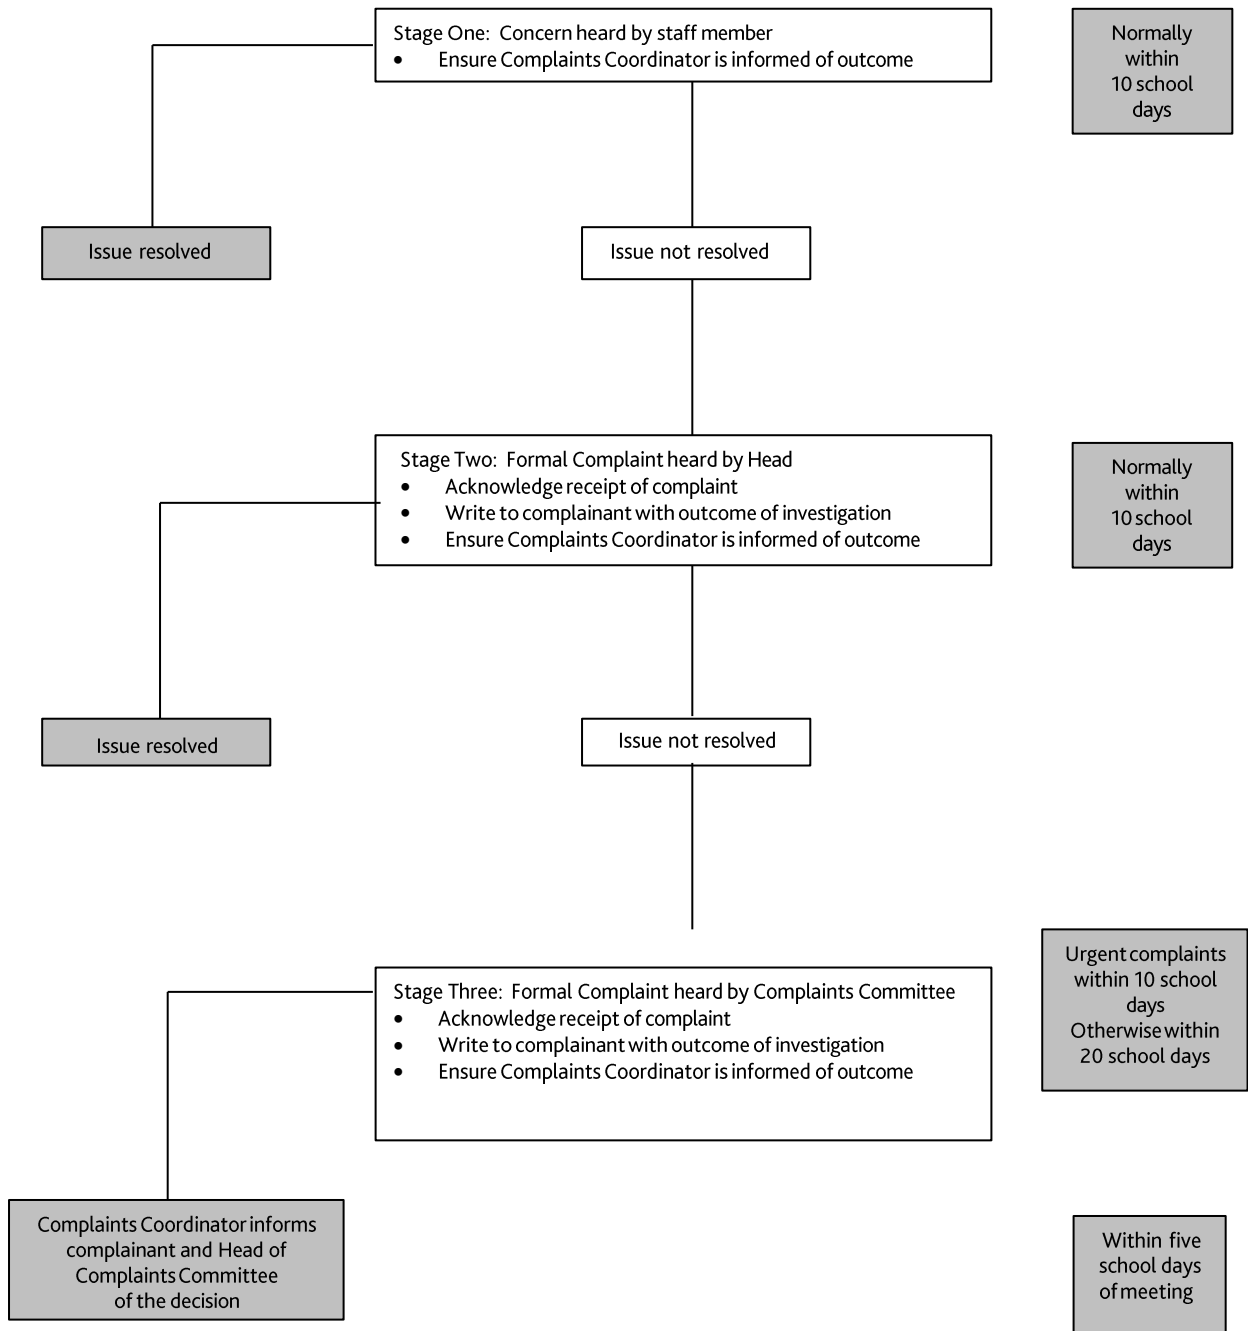 Stage One: Concern heard by staff member
• Ensure Complaints Coordinator is informed of outcome
Normally
within
10 school
days
Issue resolved
Issue not resolved
Stage Two: Formal Complaint heard by Head
• Acknowledge receipt of complaint
• Write to complainant with outcome of investigation
• Ensure Complaints Coordinator is informed of outcome
Normally
within
10 school
days
Issue resolved
Issue not resolved
Stage Three: Formal Complaint heard by Complaints Committee
• Acknowledge receipt of complaint
• Write to complainant with outcome of investigation
• Ensure Complaints Coordinator is informed of outcome
Urgent complaints
within 10 school
days
Otherwise within
20 school days
Complaints Coordinator informs
complainant and Head of
Complaints Committee
of the decision
Within five
school days
of meeting